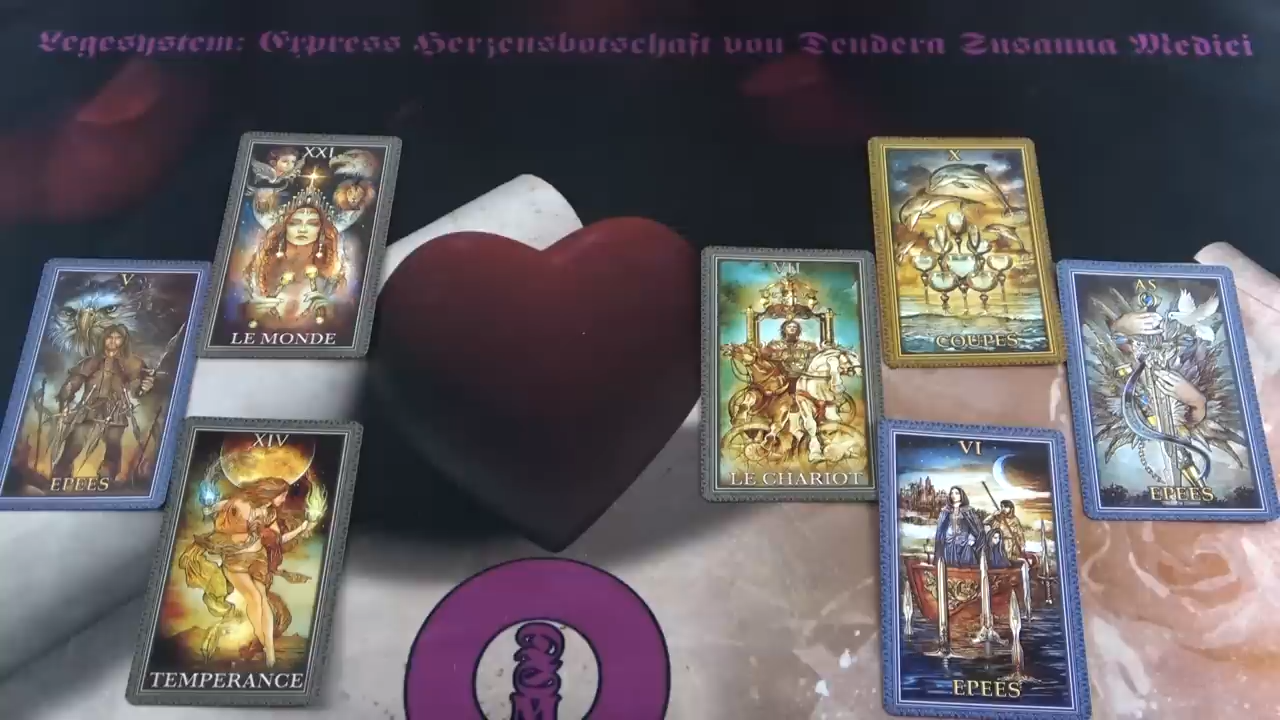 Legesystem: Express Herzensbotschaft von Dendera Susanna Medici
XXI
LE MONDE
X
COUPES
V
EPEES
VII
LE CHARIOT
AS
EPEES
XIV
TEMPERANCE
VI
EPEES